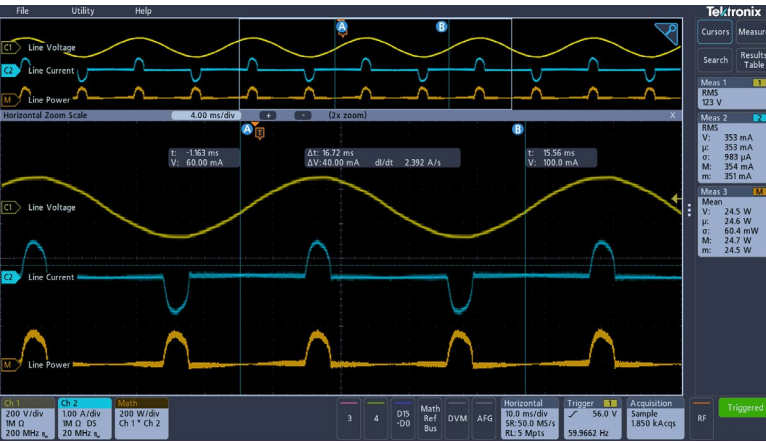 File Utility Help
Tektronix
C1 Line Voltage
C2 Line Current
M Line Power
A
B
Cursors
Search
Results
Table
Horizontal Zoom Scale 4.00 ms/div + - (2x zoom) X
A T B
t: -1.163 ms
V: 60.00 mA
Δt: 16.72 ms
ΔV: 40.00 mA dI/dt 2.392 A/s
t: 15.56 ms
V: 100.0 mA
C1 Line Voltage
C2 Line Current
M Line Power
Meas 1 1
RMS
123 V
Meas 2 2
RMS
V: 353 mA
μ: 353 mA
σ: 983 μA
M: 354 mA
m: 351 mA
Meas 3 M
Mean
V: 24.5 W
μ: 24.6 W
σ: 60.4 mW
M: 24.7 W
m: 24.5 W
Ch 1
200 V/div
1M Ω
200 MHz
Ch 2
1.00 A/div
1M Ω DS
20 MHz
Math
200 W/div
Ch 1 * Ch 2
3
4
D15
-D0
Math
Ref
Bus
DVM
AFG
Horizontal
10.0 ms/div
SR: 50.0 MS/s
RL: 5 Mpts
Trigger 1
56.0 V
59.9662 Hz
Acquisition
Sample
1.850 kAcqs
RF
Triggered